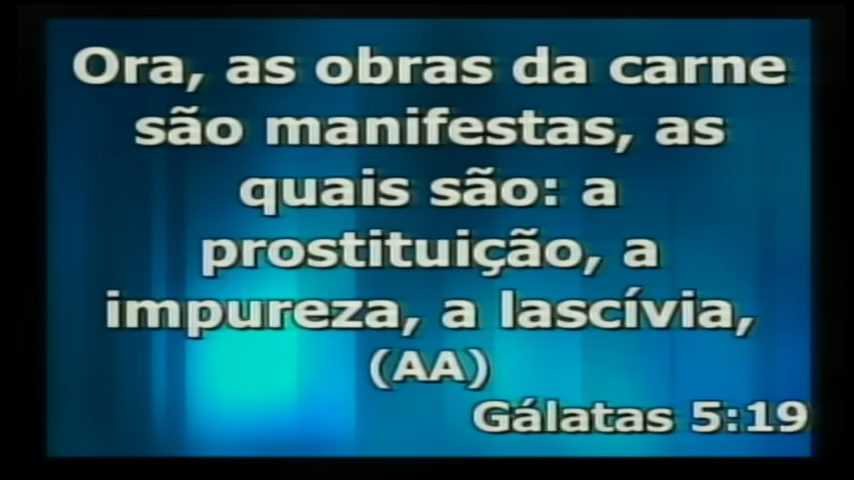 Ora, as obras da carne
são manifestas, as
quais são: a
prostituição, a
impureza, a lascívia,
(AA)
Gálatas 5:19